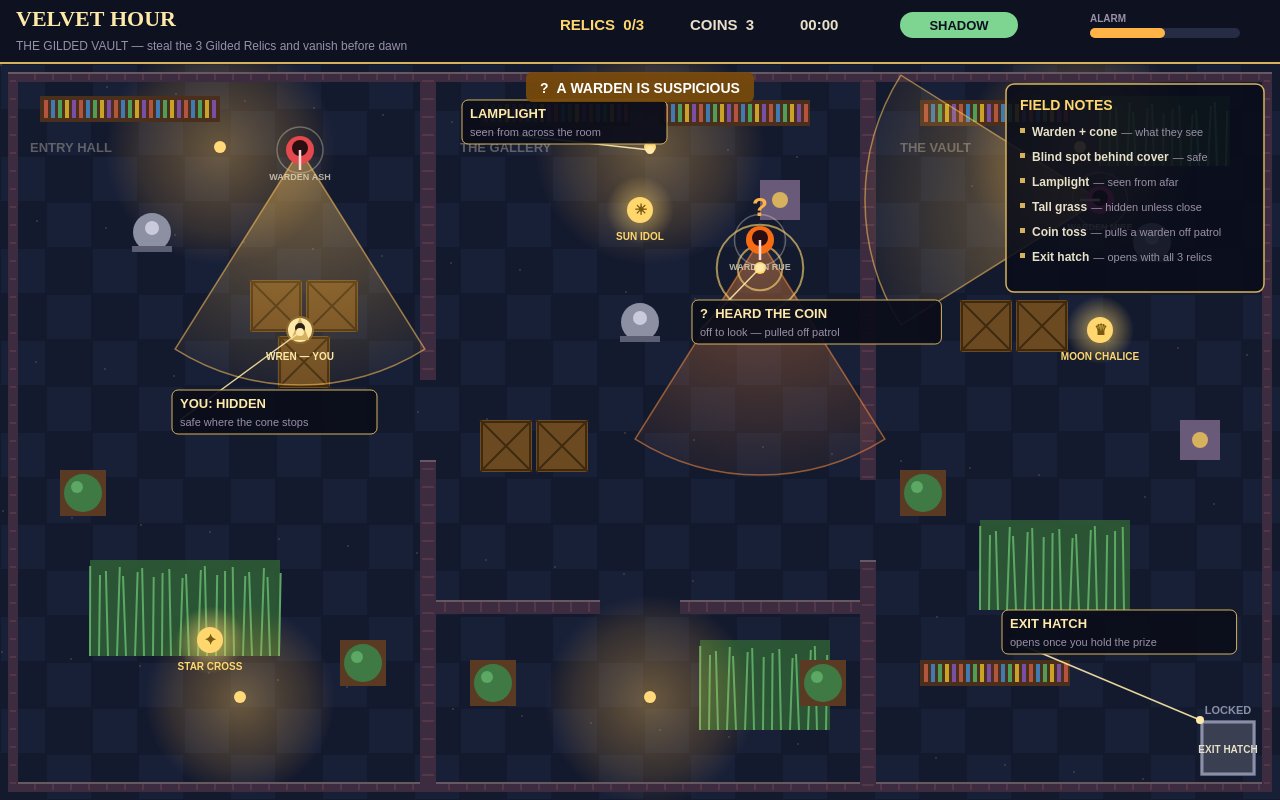 VELVET HOUR
THE GILDED VAULT — steal the 3 Gilded Relics and vanish before dawn
RELICS 0/3
COINS 3
00:00
SHADOW
ALARM
? A WARDEN IS SUSPICIOUS
LAMPLIGHT
seen from across the room
ENTRY HALL
THE GALLERY
THE VAULT
FIELD NOTES
Warden + cone — what they see
Blind spot behind cover — safe
Lamplight — seen from afar
Tall grass — hidden unless close
Coin toss — pulls a warden off patrol
Exit hatch — opens with all 3 relics
WARDEN ASH
?
SUN IDOL
WARDEN RUE
? HEARD THE COIN
off to look — pulled off patrol
WREN — YOU
MOON CHALICE
YOU: HIDDEN
safe where the cone stops
STAR CROSS
EXIT HATCH
opens once you hold the prize
LOCKED
EXIT HATCH